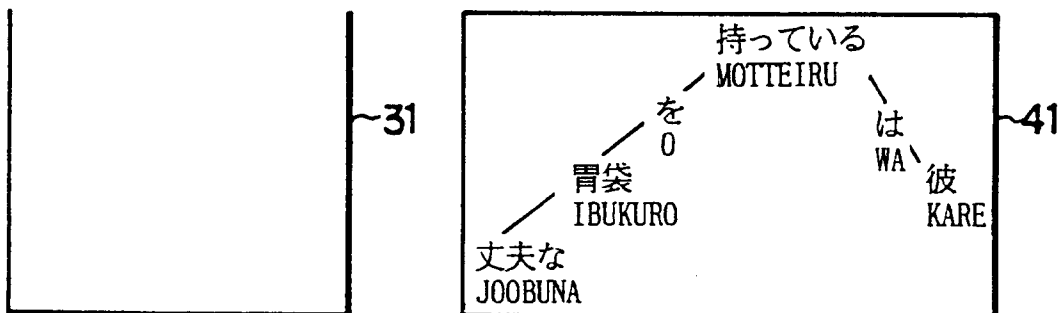 持っている
MOTTEIRU
~31
を
O
は
WA
~41
胃袋
IBUKURO
彼
KARE
丈夫な
JOOBUNA